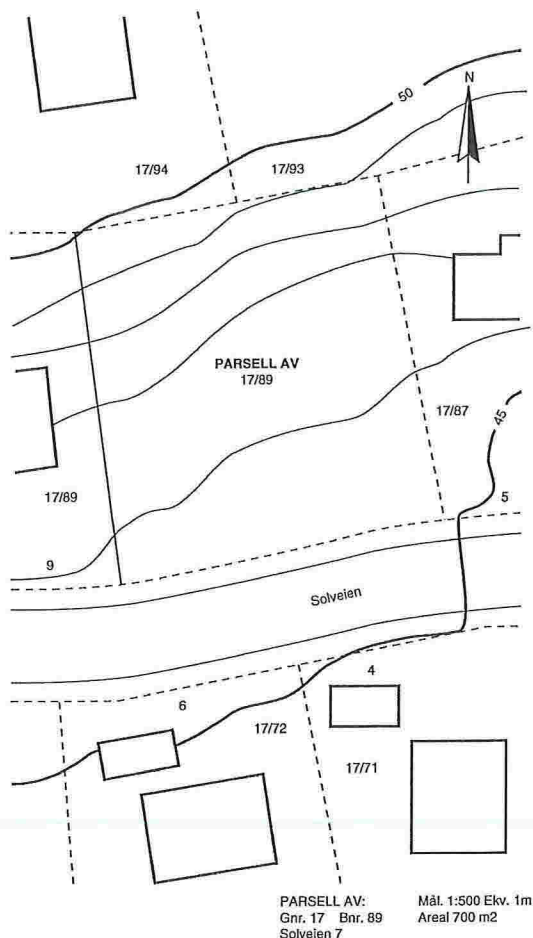 50
N
17/94
17/93
PARSELL AV
17/89
17/87
45
17/89
5
9
Solveien
4
6
17/72
17/71
PARSELL AV:
Gnr. 17 Bnr. 89
Solveien 7
Mål. 1:500 Ekv. 1m
Areal 700 m2